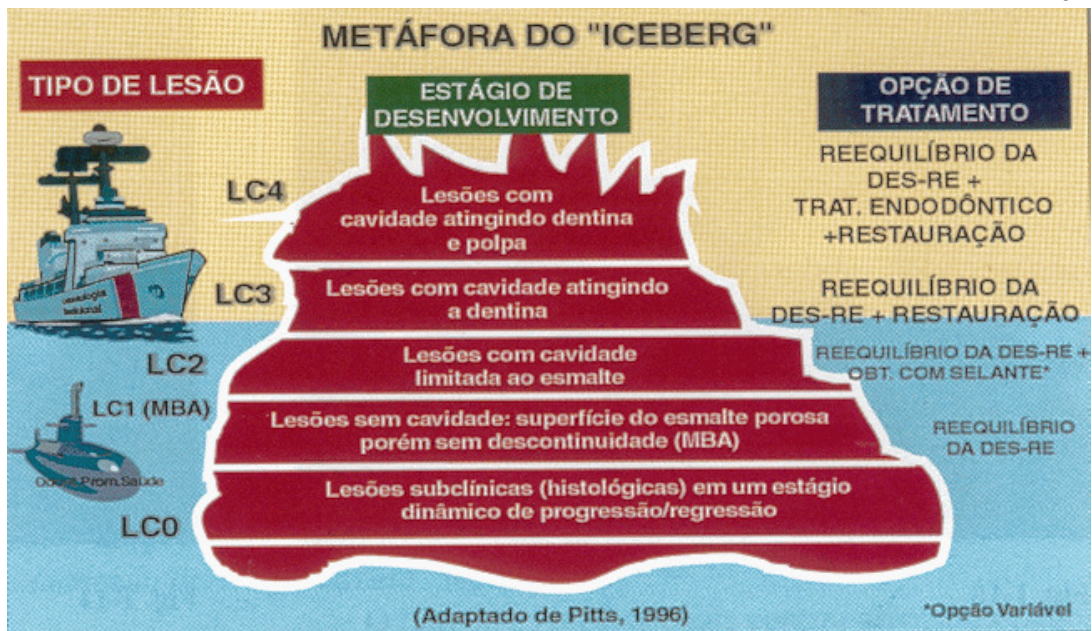 METÁFORA DO "ICEBERG"
TIPO DE LESÃO
ESTÁGIO DE
DESENVOLVIMENTO
OPÇÃO DE
TRATAMENTO
LC4
Lesões com
cavidade atingindo dentina
e polpa
REEQUILÍBRIO DA
DES-RE +
TRAT. ENDODÔNTICO
+RESTAURAÇÃO
LC3
Lesões com cavidade atingindo
a dentina
REEQUILÍBRIO DA
DES-RE + RESTAURAÇÃO
LC2
Lesões com cavidade
limitada ao esmalte
REEQUILÍBRIO DA DES-RE +
OBT. COM SELANTE*
LC1 (MBA)
Lesões sem cavidade: superfície do esmalte porosa
porém sem descontinuidade (MBA)
REEQUILÍBRIO
DA DES-RE
Prom.Saúde
LC0
Lesões subclínicas (histológicas) em um estágio
dinâmico de progressão/regressão
(Adaptado de Pitts, 1996)
*Opção Variável